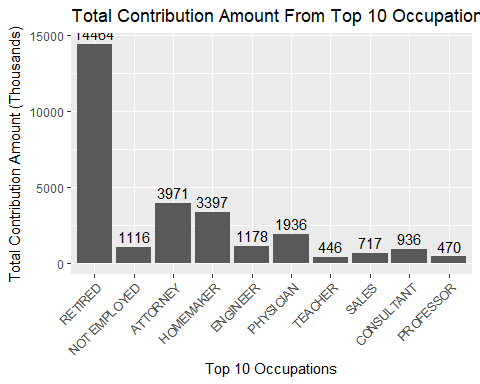 Total Contribution Amount From Top 10 Occupation
Total Contribution Amount (Thousands)
15000
10000
5000
0
14464
1116
3971
3397
1178
1936
446
717
936
470
RETIRED
NOT EMPLOYED
ATTORNEY
HOMEMAKER
ENGINEER
PHYSICIAN
TEACHER
SALES
CONSULTANT
PROFESSOR
Top 10 Occupations